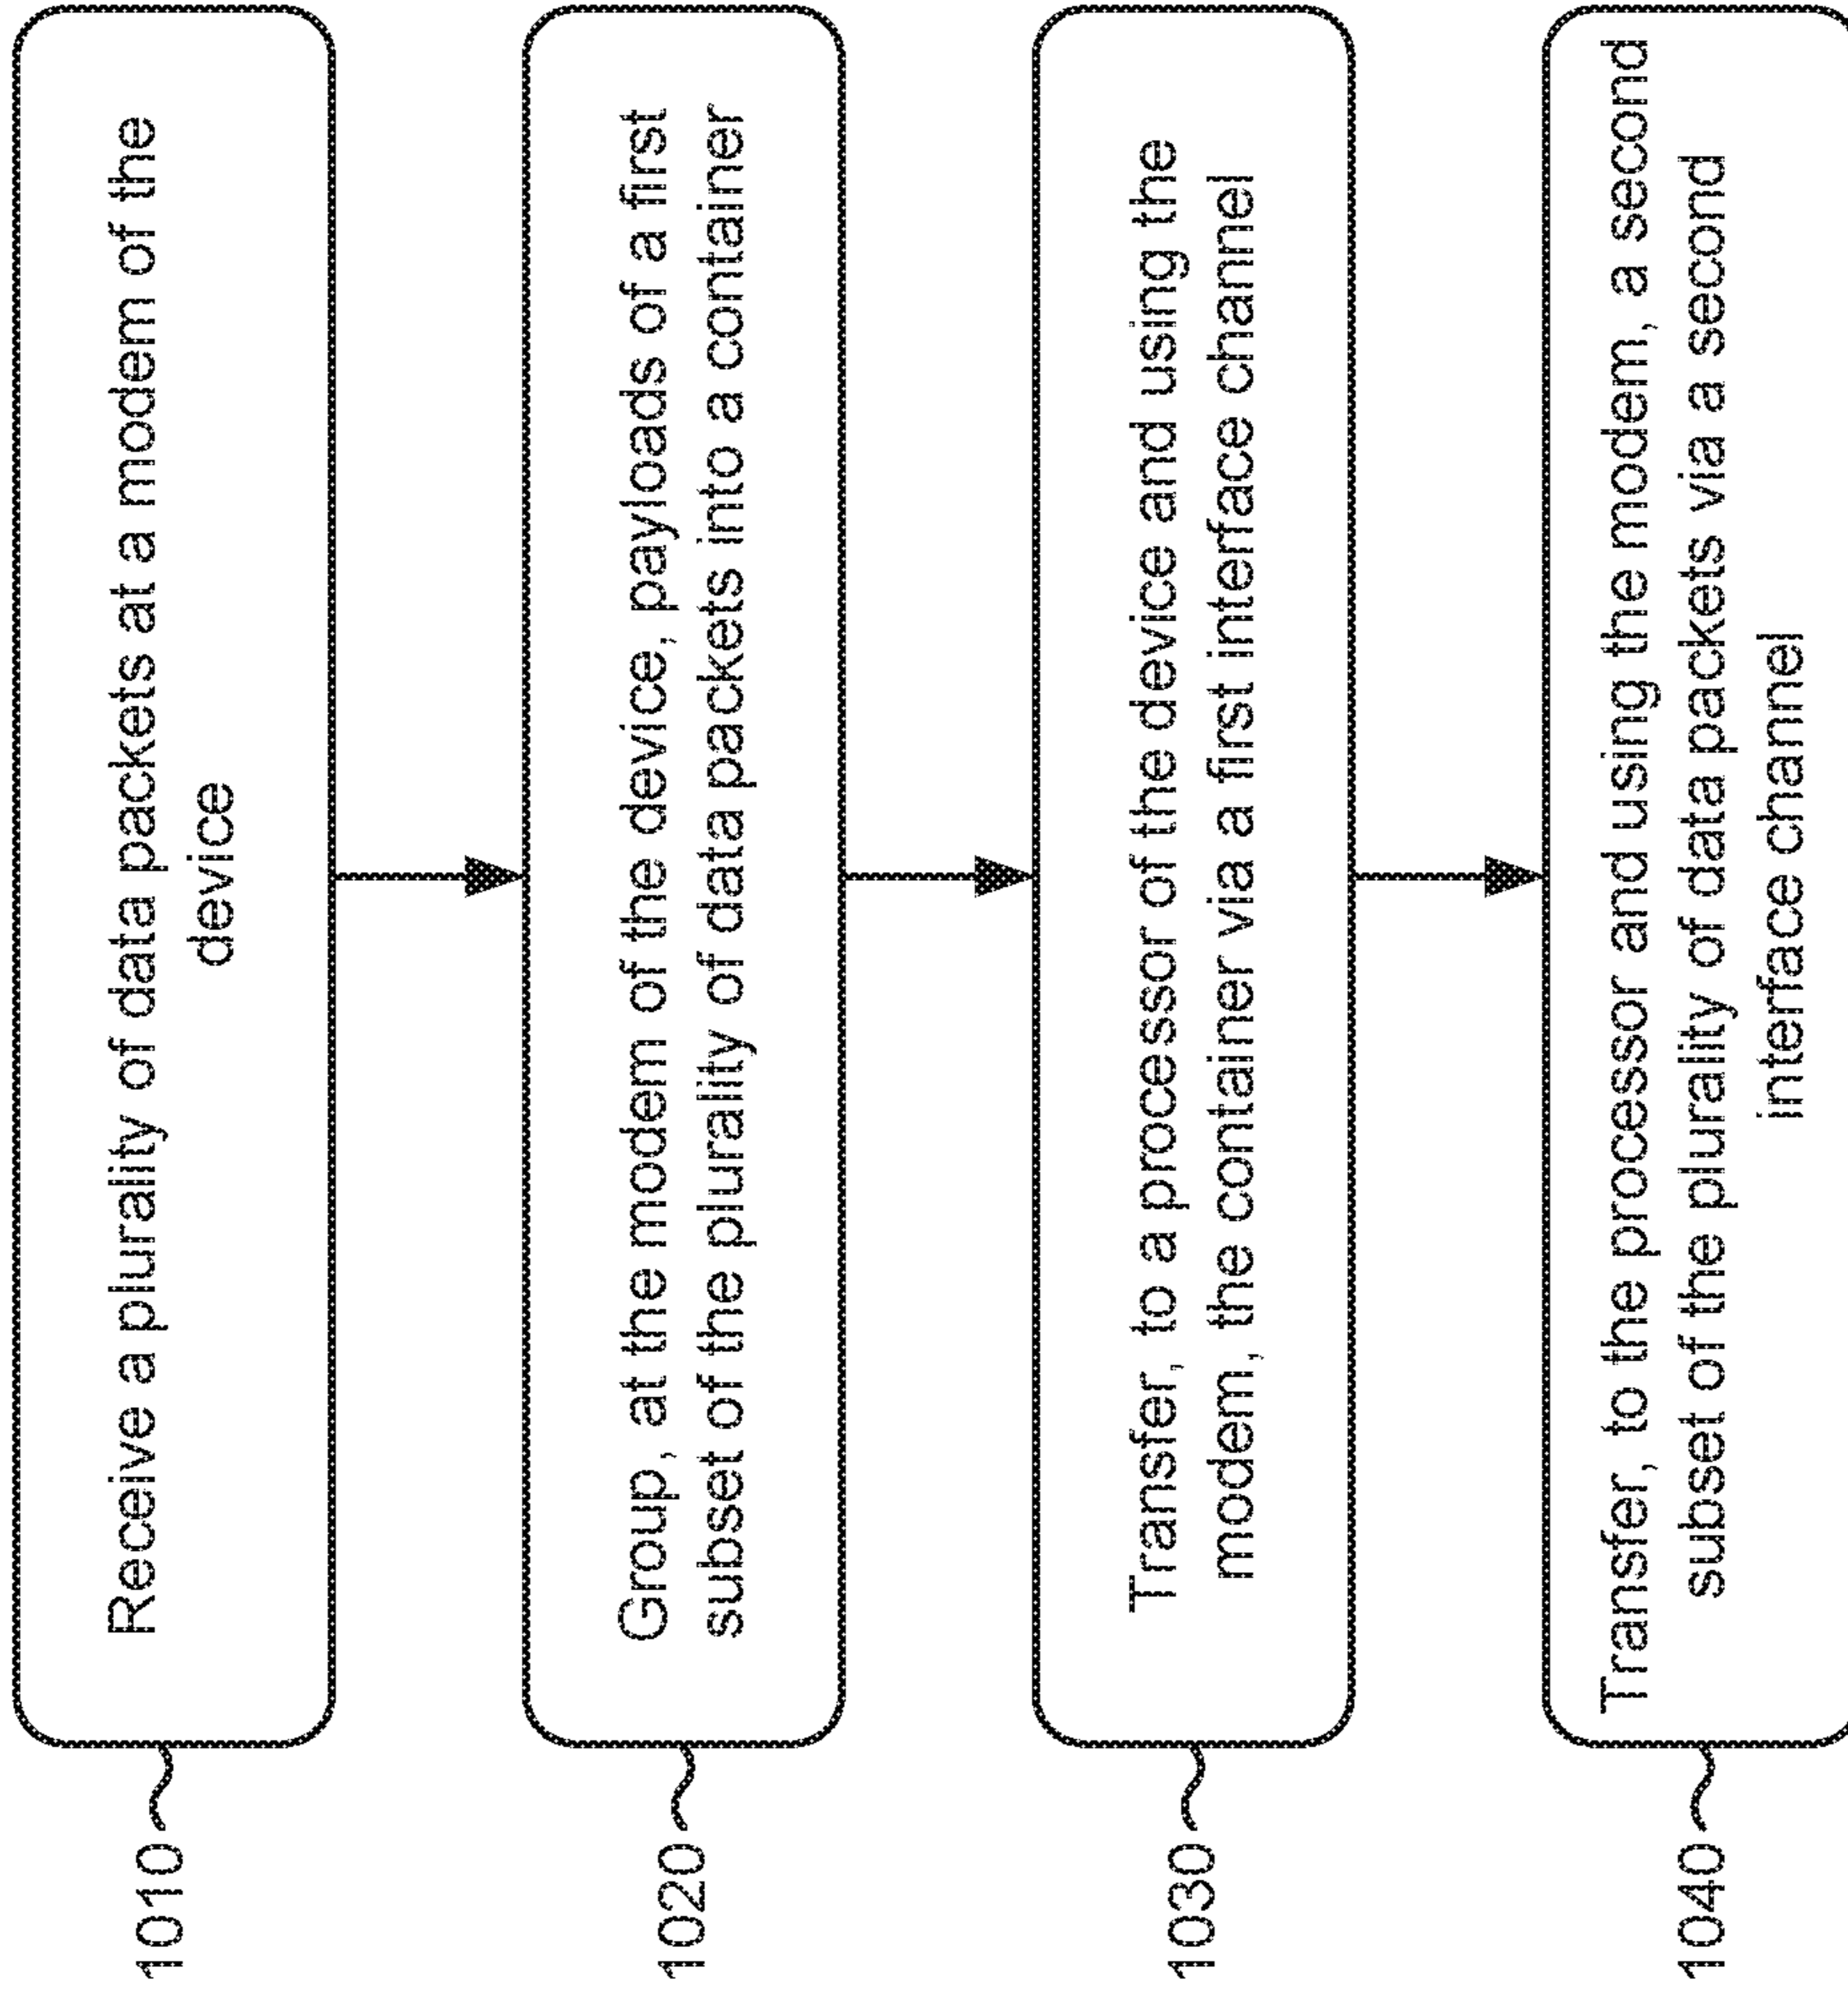 1010
Receive a plurality of data packets at a modem of the
device
1020
Group, at the modem of the device, payloads of a first
subset of the plurality of data packets into a container
1030
Transfer, to a processor of the device and using the
modem, the container via a first interface channel
1040
Transfer, to the processor and using the modem, a second
subset of the plurality of data packets via a second
interface channel